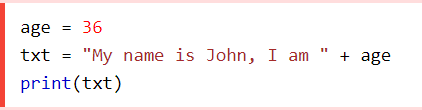 age = 36
txt = "My name is John, I am " + age
print(txt)